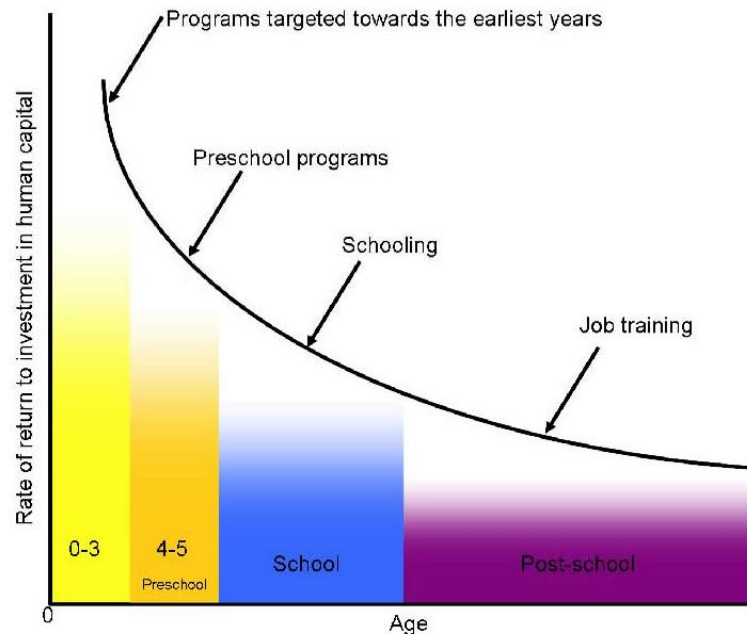 Programs targeted towards the earliest years
Preschool programs
Schooling
Job training
Rate of return to investment in human capital
0-3
4-5
Preschool
School
Post-school
0
Age